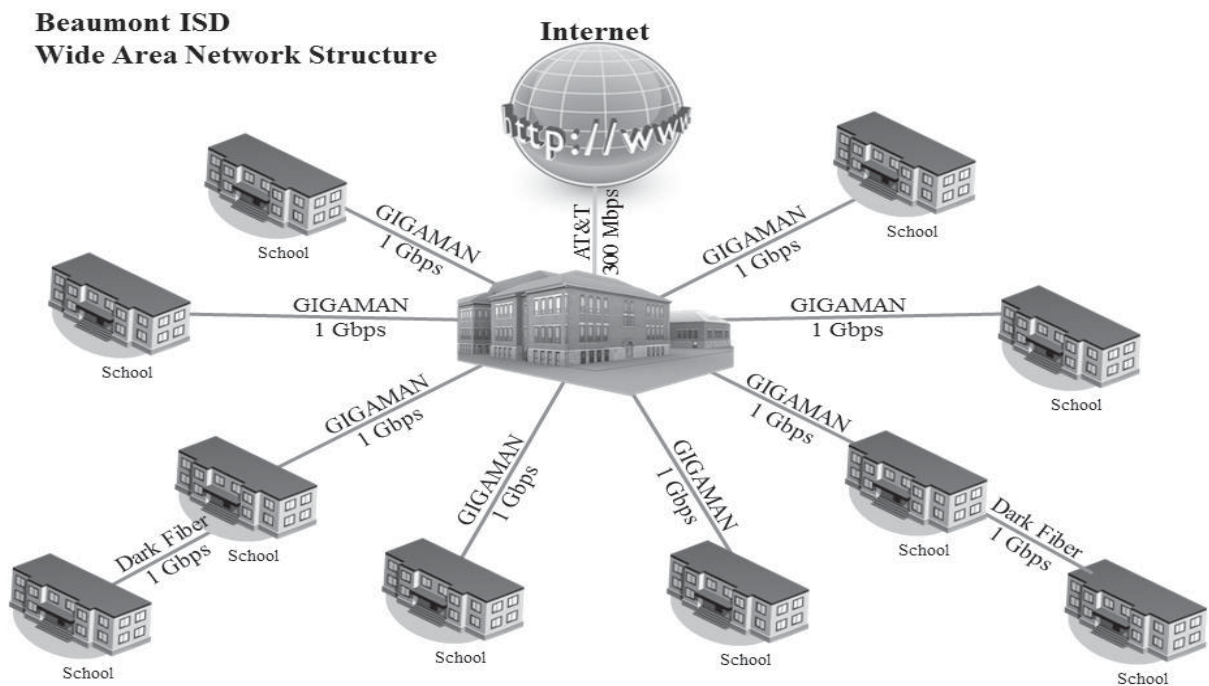 Beaumont ISD
Wide Area Network Structure
Internet
http://www
AT&T
300 Mbps
School
GIGAMAN
1 Gbps
GIGAMAN
1 Gbps
School
School
GIGAMAN
1 Gbps
GIGAMAN
1 Gbps
School
GIGAMAN
1 Gbps
GIGAMAN
1 Gbps
GIGAMAN
1 Gbps
GIGAMAN
1 Gbps
School
School
Dark Fiber
1 Gbps
Dark Fiber
1 Gbps
School
School
School
School